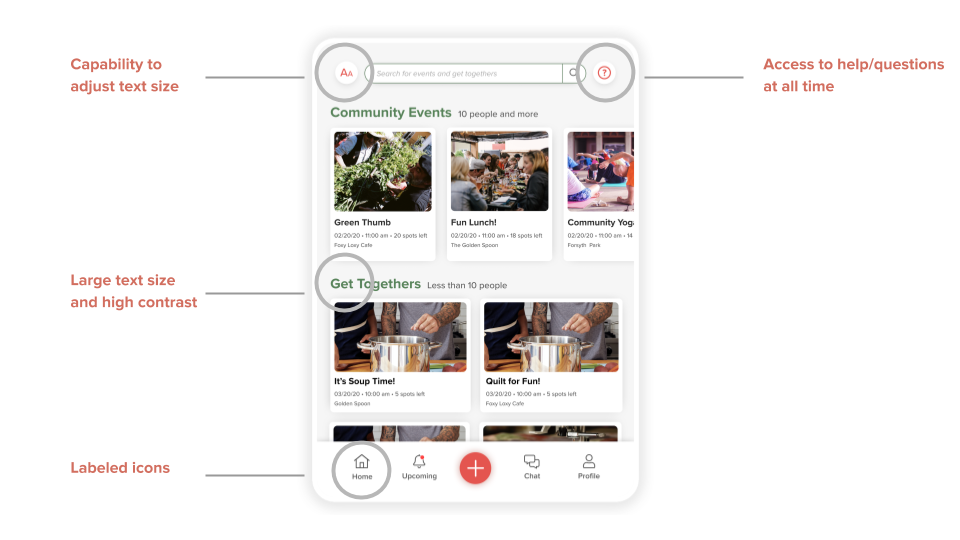 Capability to
adjust text size
AA
Search for events and get togethers
?
Access to help/questions
at all time
Community Events 10 people and more
Green Thumb
02/20/20 • 11:00 am • 20 spots left
Foxy Loxy Cafe
Fun Lunch!
02/20/20 • 11:00 am • 18 spots left
The Golden Spoon
Community Yoga
02/20/20 • 11:00 am • 14
Forsyth Park
Large text size
and high contrast
Get Togethers Less than 10 people
It's Soup Time!
03/20/20 • 10:00 am • 5 spots left
Golden Spoon
Quilt for Fun!
03/20/20 • 10:00 am • 5 spots left
Foxy Loxy Cafe
Labeled icons
Home
Upcoming
Chat
Profile